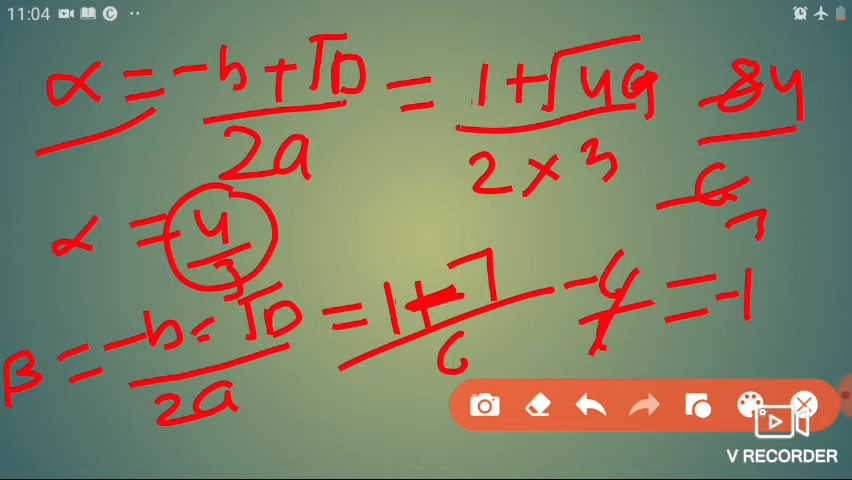 11:04
α = -b + √D / 2a = 1 + √49 / 2 × 3 8 4 / 6 3
α = 4/3
β = -b - √D / 2a = 1 - 7 / 6 -6 / 6 = -1
V RECORDER